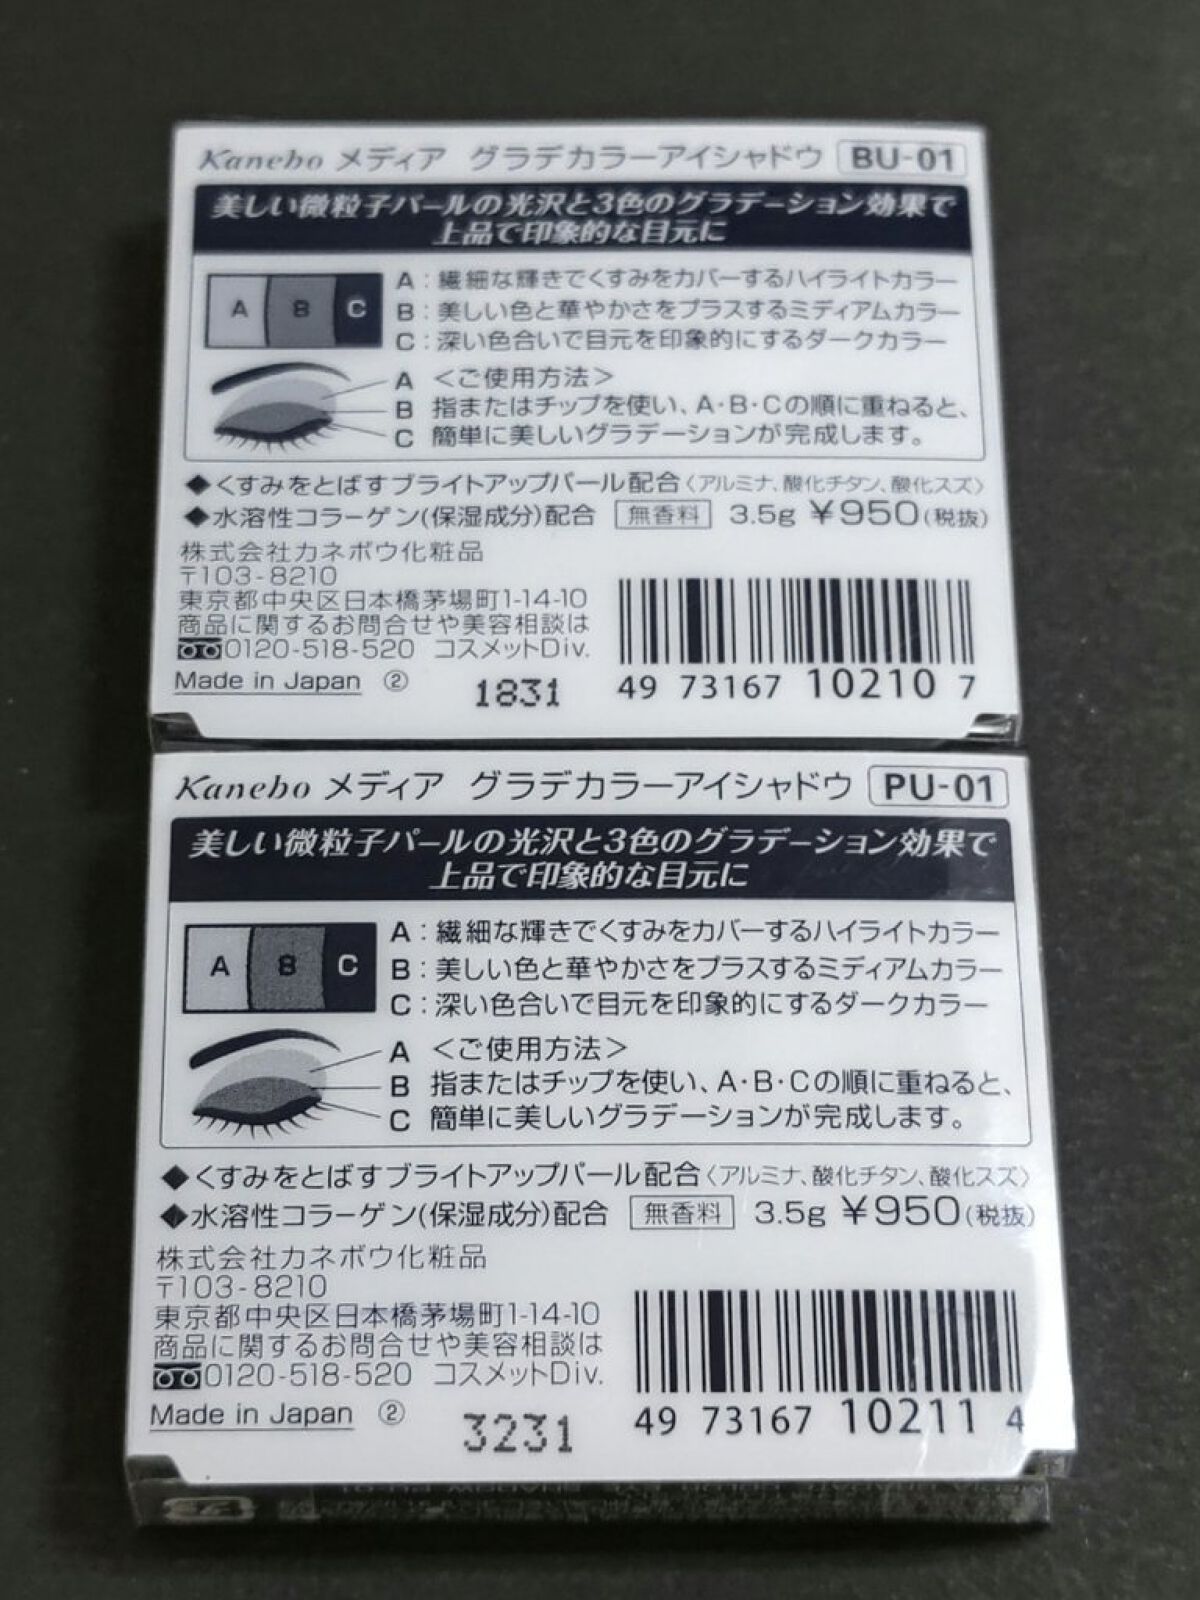 Kanebo メディア グラデカラーアイシャドウ BU-01
美しい微粒子パールの光沢と3色のグラデーション効果で
上品で印象的な目元に
A B C
A：繊細な輝きでくすみをカバーするハイライトカラー
B：美しい色と華やかさをプラスするミディアムカラー
C：深い色合いで目元を印象的にするダークカラー
A ＜ご使用方法＞
B 指またはチップを使い、A・B・Cの順に重ねると、
C 簡単に美しいグラデーションが完成します。
◆くすみをとばすブライトアップパール配合〈アルミナ、酸化チタン、酸化スズ〉
◆水溶性コラーゲン(保湿成分)配合 無香料 3.5g ￥950(税抜)
株式会社カネボウ化粧品
〒103-8210
東京都中央区日本橋茅場町1-14-10
商品に関するお問合せや美容相談は
0120-518-520 コスメットDiv.
Made in Japan ②
1831
49 73167 10210 7
Kanebo メディア グラデカラーアイシャドウ PU-01
美しい微粒子パールの光沢と3色のグラデーション効果で
上品で印象的な目元に
A B C
A：繊細な輝きでくすみをカバーするハイライトカラー
B：美しい色と華やかさをプラスするミディアムカラー
C：深い色合いで目元を印象的にするダークカラー
A ＜ご使用方法＞
B 指またはチップを使い、A・B・Cの順に重ねると、
C 簡単に美しいグラデーションが完成します。
◆くすみをとばすブライトアップパール配合〈アルミナ、酸化チタン、酸化スズ〉
◆水溶性コラーゲン(保湿成分)配合 無香料 3.5g ￥950(税抜)
株式会社カネボウ化粧品
〒103-8210
東京都中央区日本橋茅場町1-14-10
商品に関するお問合せや美容相談は
0120-518-520 コスメットDiv.
Made in Japan ②
3231
49 73167 10211 4